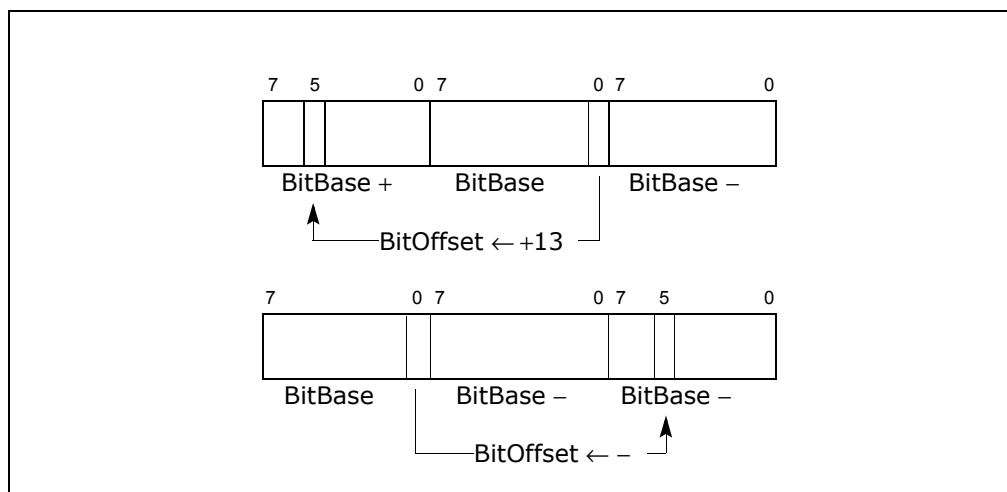 7 5 0 7 0 7 0
BitBase + BitBase BitBase −
BitOffset ← +13
7 0 7 0 7 5 0
BitBase BitBase − BitBase −
BitOffset ← −